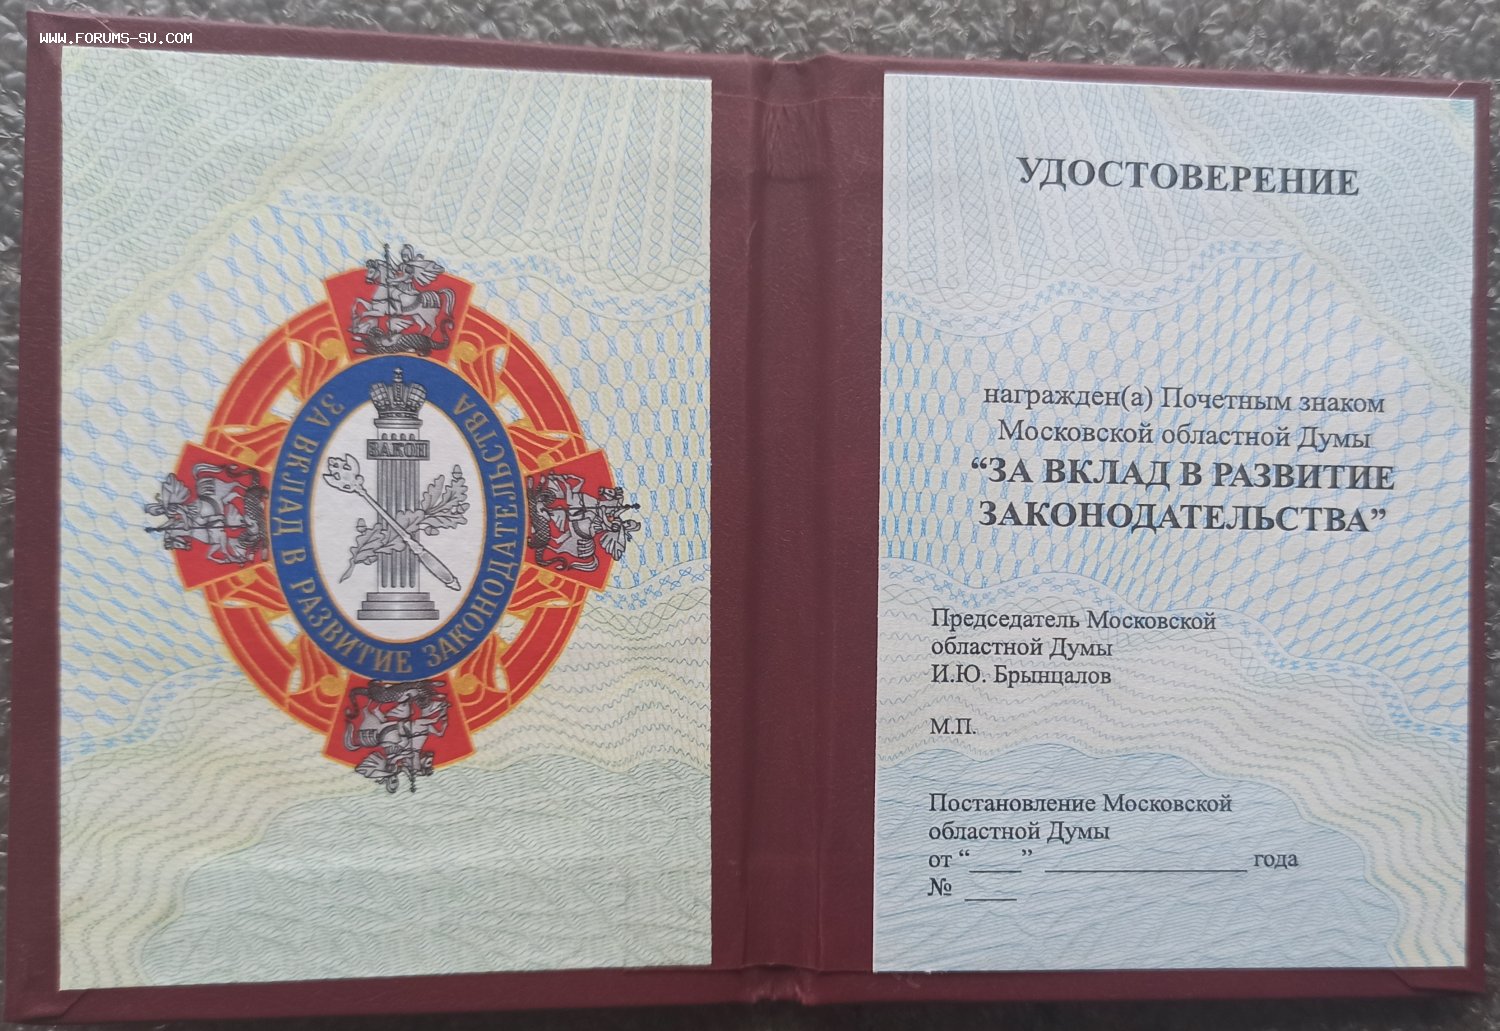 WWW.FORUMS-SU.COM
ЗА ВКЛАД В РАЗВИТИЕ ЗАКОНОДАТЕЛЬСТВА
ЗАКОН
УДОСТОВЕРЕНИЕ
награжден(а) Почетным знаком
Московской областной Думы
“ЗА ВКЛАД В РАЗВИТИЕ
ЗАКОНОДАТЕЛЬСТВА”
Председатель Московской
областной Думы
И.Ю. Брынцалов
М.П.
Постановление Московской
областной Думы
от “____” ________________ года
№ ____